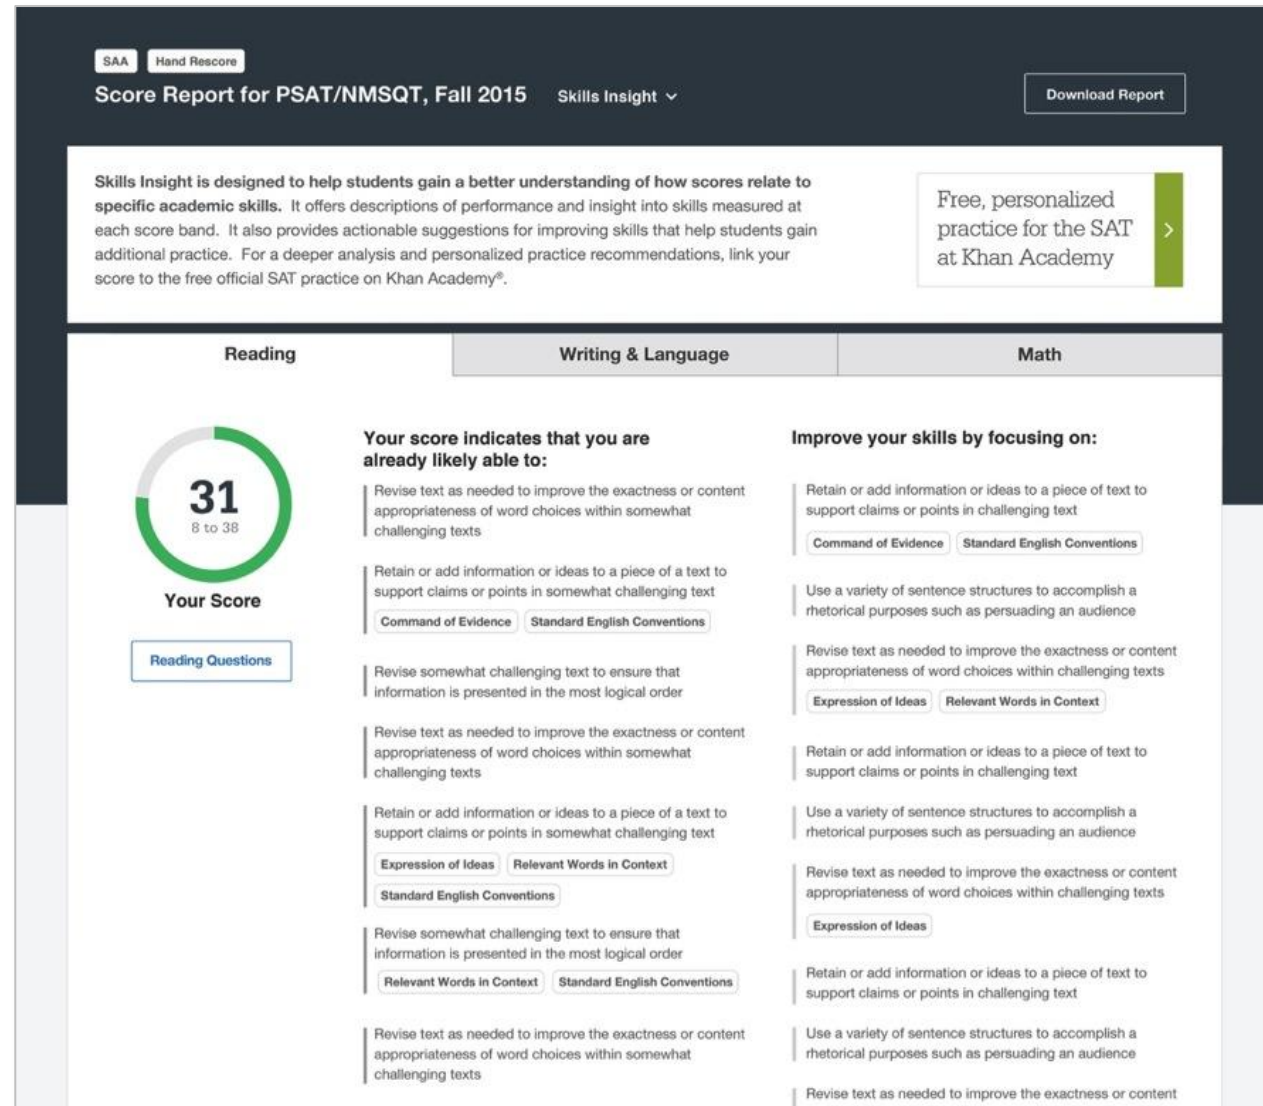 SAA Hand Rescore
Score Report for PSAT/NMSQT, Fall 2015 Skills Insight
Download Report
Skills Insight is designed to help students gain a better understanding of how scores relate to
specific academic skills. It offers descriptions of performance and insight into skills measured at
each score band. It also provides actionable suggestions for improving skills that help students gain
additional practice. For a deeper analysis and personalized practice recommendations, link your
score to the free official SAT practice on Khan Academy®.
Free, personalized
practice for the SAT
at Khan Academy
Reading
Writing & Language
Math
31
8 to 38
Your Score
Reading Questions
Your score indicates that you are
already likely able to:
Revise text as needed to improve the exactness or content
appropriateness of word choices within somewhat
challenging texts
Retain or add information or ideas to a piece of a text to
support claims or points in somewhat challenging text
Command of Evidence Standard English Conventions
Revise somewhat challenging text to ensure that
information is presented in the most logical order
Revise text as needed to improve the exactness or content
appropriateness of word choices within somewhat
challenging texts
Retain or add information or ideas to a piece of a text to
support claims or points in somewhat challenging text
Expression of Ideas Relevant Words in Context
Standard English Conventions
Revise somewhat challenging text to ensure that
information is presented in the most logical order
Relevant Words in Context Standard English Conventions
Revise text as needed to improve the exactness or content
appropriateness of word choices within somewhat
challenging texts
Improve your skills by focusing on:
Retain or add information or ideas to a piece of text to
support claims or points in challenging text
Command of Evidence Standard English Conventions
Use a variety of sentence structures to accomplish a
rhetorical purposes such as persuading an audience
Revise text as needed to improve the exactness or content
appropriateness of word choices within challenging texts
Expression of Ideas Relevant Words in Context
Retain or add information or ideas to a piece of text to
support claims or points in challenging text
Use a variety of sentence structures to accomplish a
rhetorical purposes such as persuading an audience
Revise text as needed to improve the exactness or content
appropriateness of word choices within challenging texts
Expression of Ideas
Retain or add information or ideas to a piece of text to
support claims or points in challenging text
Use a variety of sentence structures to accomplish a
rhetorical purposes such as persuading an audience
Revise text as needed to improve the exactness or content